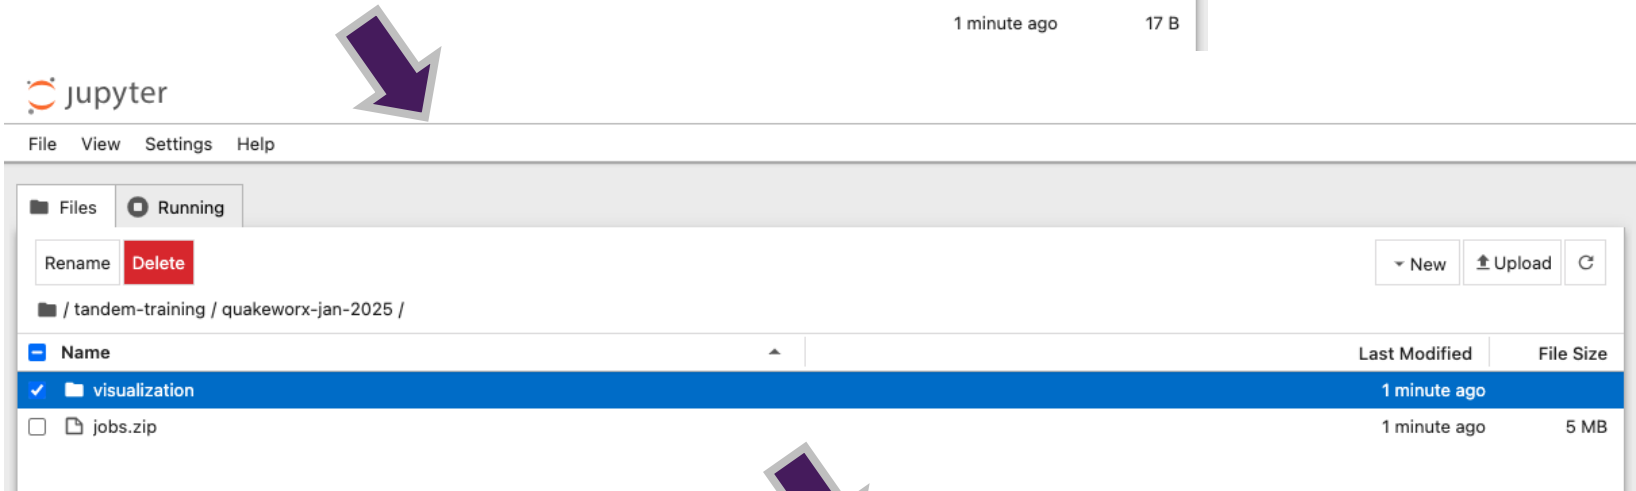 1 minute ago 17 B
jupyter
File View Settings Help
Files Running
Rename Delete New Upload
/ tandem-training / quakeworx-jan-2025 /
Name Last Modified File Size
visualization 1 minute ago
jobs.zip 1 minute ago 5 MB